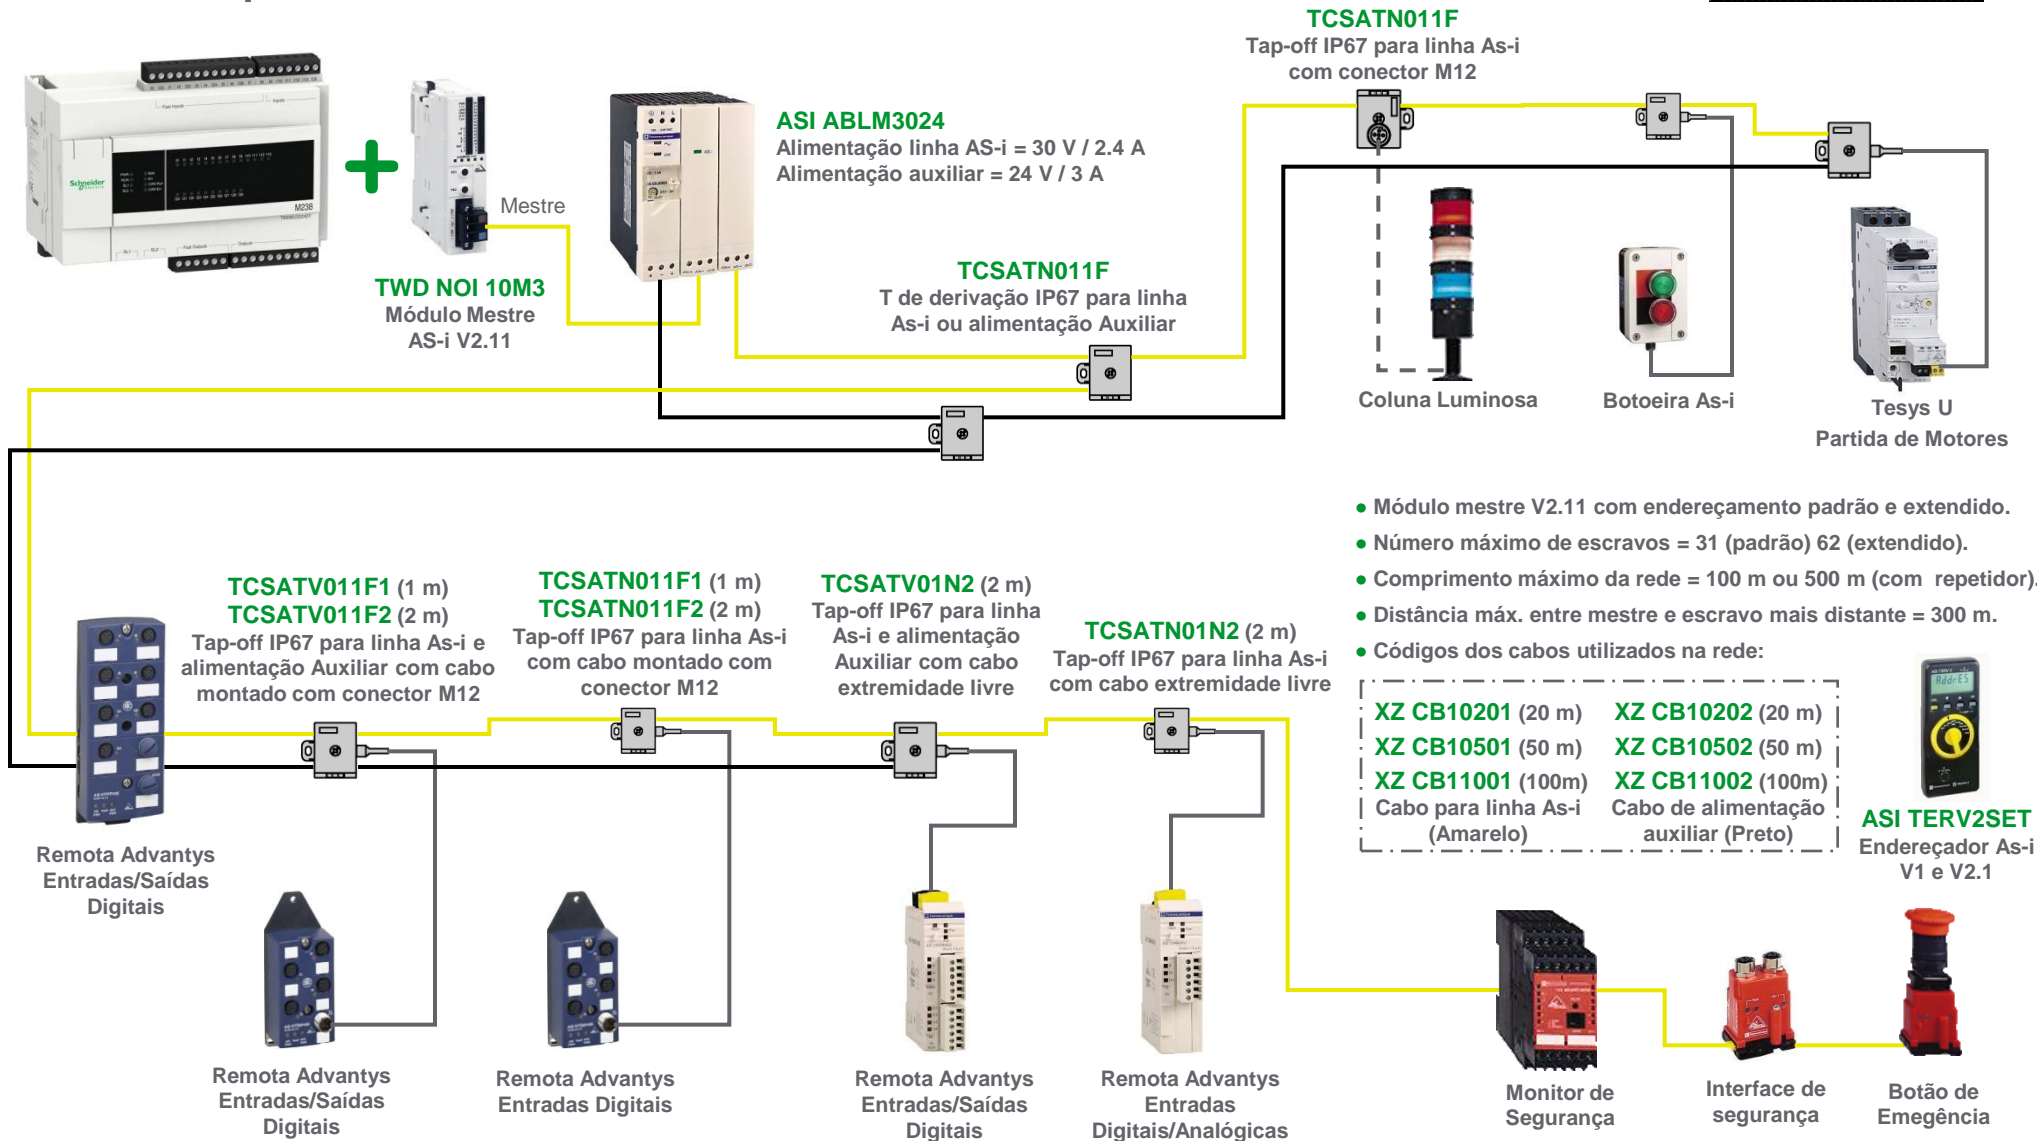 TCSATN011F
Tap-off IP67 para linha As-i
com conector M12
ASI ABLM3024
Alimentação linha AS-i = 30 V / 2.4 A
Alimentação auxiliar = 24 V / 3 A
Schneider
Electric
M238
Mestre
TWD NOI 10M3
Módulo Mestre
AS-i V2.11
TCSATN011F
T de derivação IP67 para linha
As-i ou alimentação Auxiliar
Coluna Luminosa
Botoeira As-i
Tesys U
Partida de Motores
• Módulo mestre V2.11 com endereçamento padrão e extendido.
• Número máximo de escravos = 31 (padrão) 62 (extendido).
• Comprimento máximo da rede = 100 m ou 500 m (com repetidor).
• Distância máx. entre mestre e escravo mais distante = 300 m.
• Códigos dos cabos utilizados na rede:
XZ CB10201 (20 m)
XZ CB10501 (50 m)
XZ CB11001 (100m)
Cabo para linha As-i
(Amarelo)
XZ CB10202 (20 m)
XZ CB10502 (50 m)
XZ CB11002 (100m)
Cabo de alimentação
auxiliar (Preto)
ASI TERV2SET
Endereçador As-i
V1 e V2.1
TCSATV011F1 (1 m)
TCSATV011F2 (2 m)
Tap-off IP67 para linha As-i e
alimentação Auxiliar com cabo
montado com conector M12
TCSATN011F1 (1 m)
TCSATN011F2 (2 m)
Tap-off IP67 para linha As-i
com cabo montado com
conector M12
TCSATV01N2 (2 m)
Tap-off IP67 para linha
As-i e alimentação
Auxiliar com cabo
extremidade livre
TCSATN01N2 (2 m)
Tap-off IP67 para linha As-i
com cabo extremidade livre
Remota Advantys
Entradas/Saídas
Digitais
Remota Advantys
Entradas/Saídas
Digitais
Remota Advantys
Entradas Digitais
Remota Advantys
Entradas/Saídas
Digitais
Remota Advantys
Entradas
Digitais/Analógicas
Monitor de
Segurança
Interface de
segurança
Botão de
Emegência